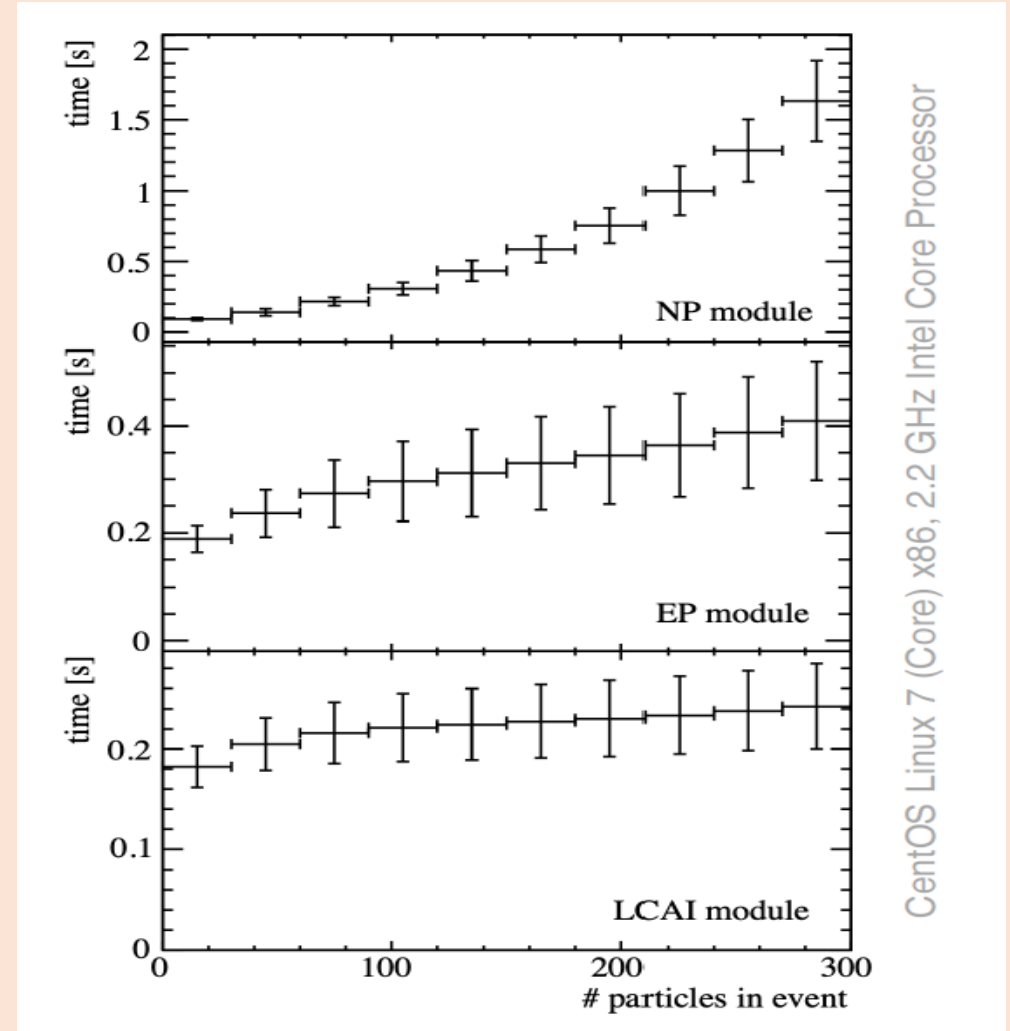 time [s]
2
1.5
1
0.5
0
NP module
time [s]
0.4
0.2
0
EP module
time [s]
0.2
0.1
0
LCAI module
0 100 200 300
# particles in event
CentOS Linux 7 (Core) x86, 2.2 GHz Intel Core Processor